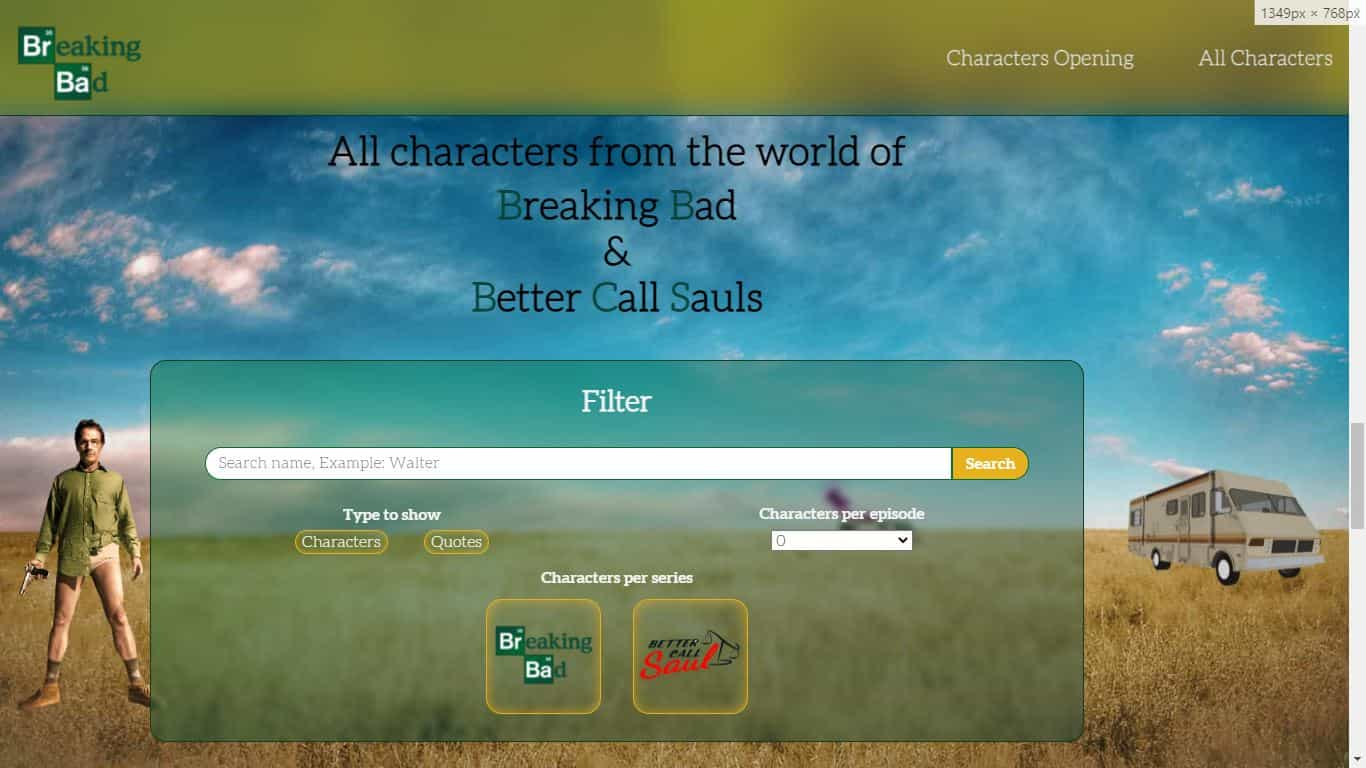 1349px × 768px
Breaking
Bad
Characters Opening
All Characters
All characters from the world of
Breaking Bad
&
Better Call Sauls
Filter
Search name, Example: Walter
Search
Type to show
Characters per episode
Characters
Quotes
0
Characters per series
Breaking
Bad
BETTER
CALL
Saul